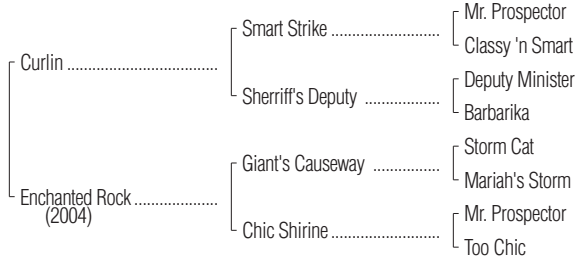 Mr. Prospector
Smart Strike ......................
Classy 'n Smart
Curlin ..............................
Deputy Minister
Sherriff's Deputy ...............
Barbarika
Storm Cat
Giant's Causeway .............
Mariah's Storm
Enchanted Rock ................
(2004)
Mr. Prospector
Chic Shirine ......................
Too Chic